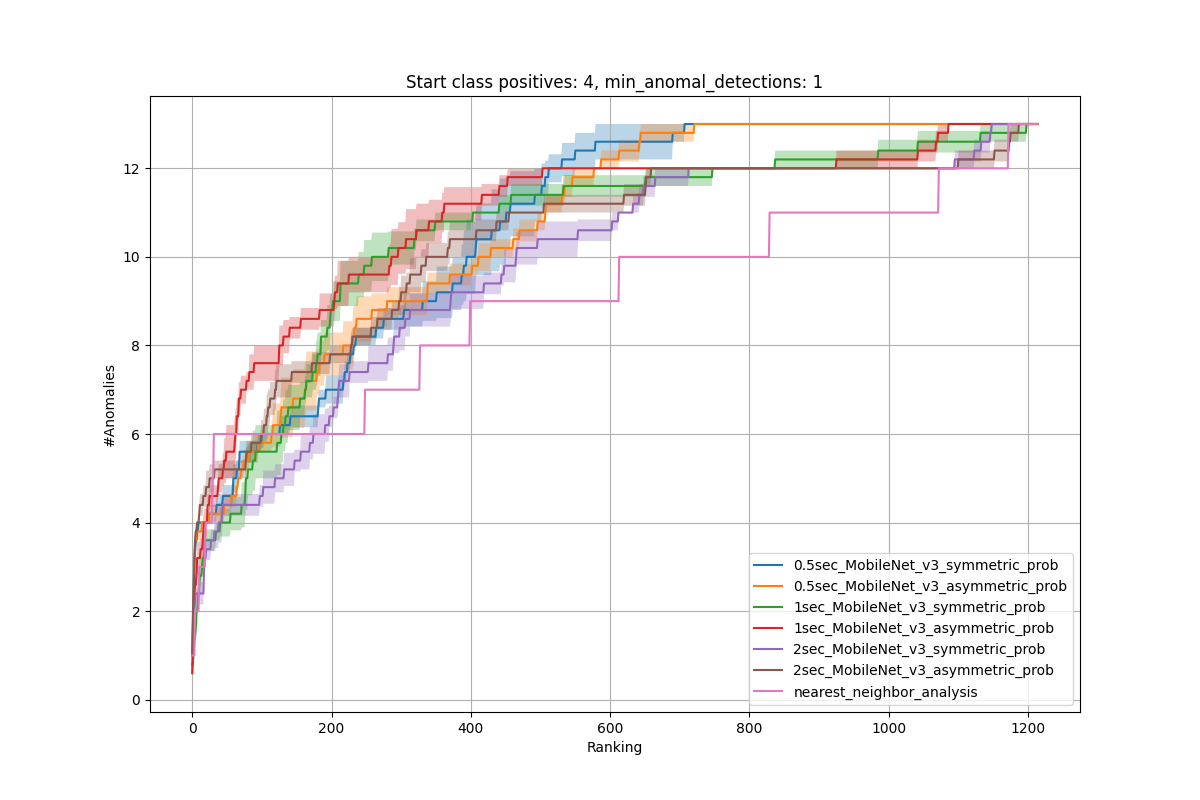 Start class positives: 4, min_anomal_detections: 1
#Anomalies
12
10
8
6
4
2
0
0 200 400 600 800 1000 1200
Ranking
0.5sec_MobileNet_v3_symmetric_prob
0.5sec_MobileNet_v3_asymmetric_prob
1sec_MobileNet_v3_symmetric_prob
1sec_MobileNet_v3_asymmetric_prob
2sec_MobileNet_v3_symmetric_prob
2sec_MobileNet_v3_asymmetric_prob
nearest_neighbor_analysis